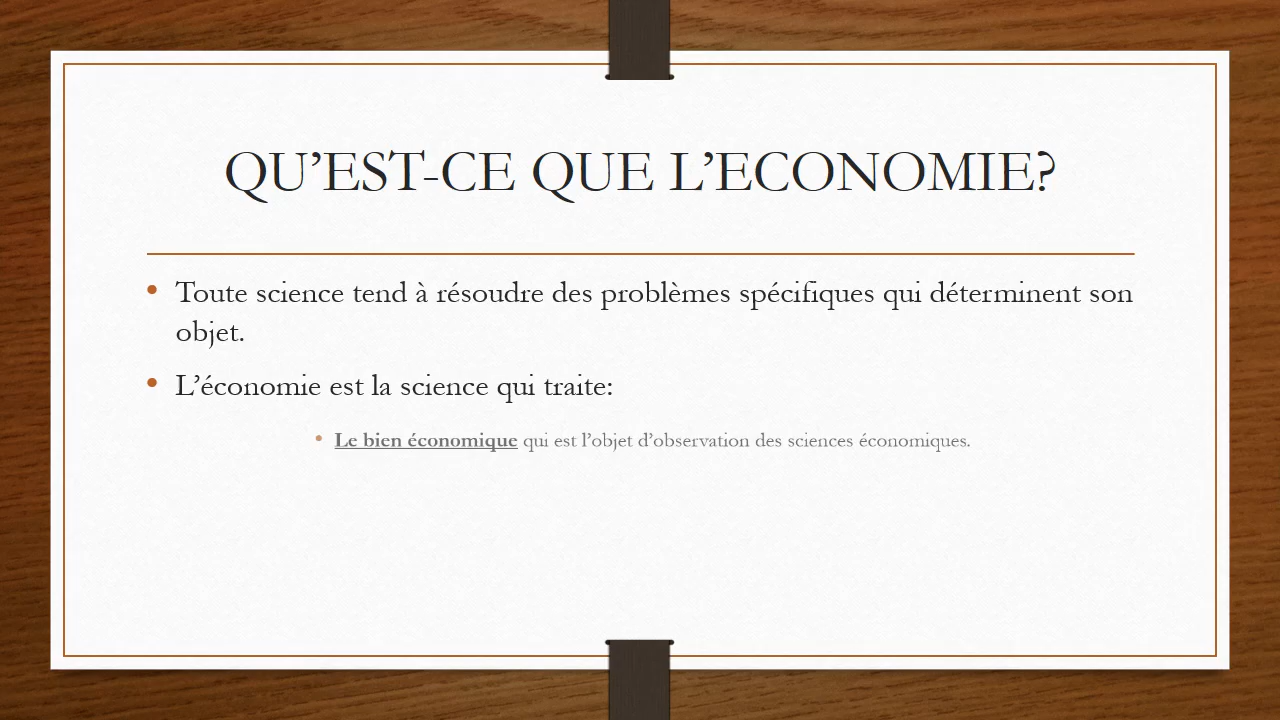 QU’EST-CE QUE L’ECONOMIE?
• Toute science tend à résoudre des problèmes spécifiques qui déterminent son
objet.
• L’économie est la science qui traite:
• Le bien économique qui est l’objet d’observation des sciences économiques.